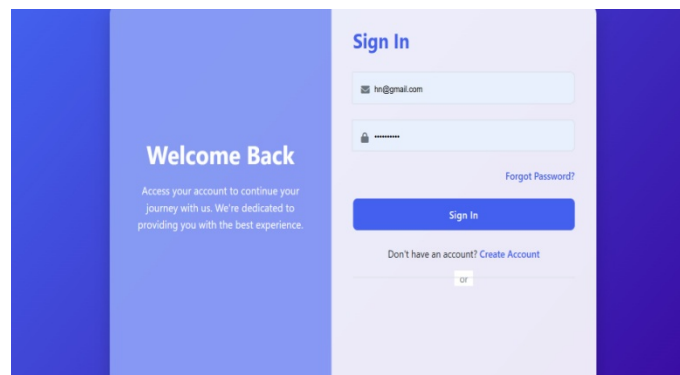 Welcome Back
Access your account to continue your
journey with us. We're dedicated to
providing you with the best experience.
Sign In
hn@gmail.com
••••••••••
Forgot Password?
Sign In
Don't have an account? Create Account
or